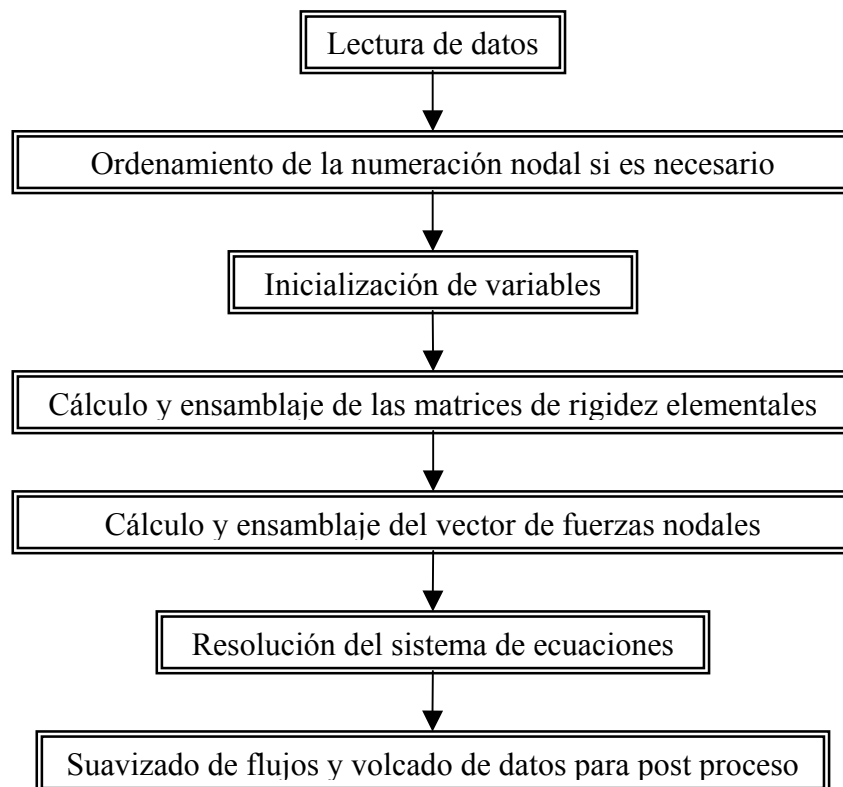 Lectura de datos
Ordenamiento de la numeración nodal si es necesario
Inicialización de variables
Cálculo y ensamblaje de las matrices de rigidez elementales
Cálculo y ensamblaje del vector de fuerzas nodales
Resolución del sistema de ecuaciones
Suavizado de flujos y volcado de datos para post proceso